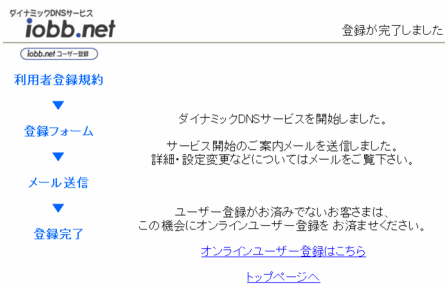 ダイナミックDNSサービス
iobb.net
登録が完了しました
iobb.net ユーザー登録
利用者登録規約
▼
登録フォーム
▼
メール送信
▼
登録完了
ダイナミックDNSサービスを開始しました。
サービス開始のご案内メールを送信しました。
詳細・設定変更などについてはメールをご覧下さい。
ユーザー登録がお済みでないお客さまは、
この機会にオンラインユーザー登録を お済ませください。
オンラインユーザー登録はこちら
トップページへ